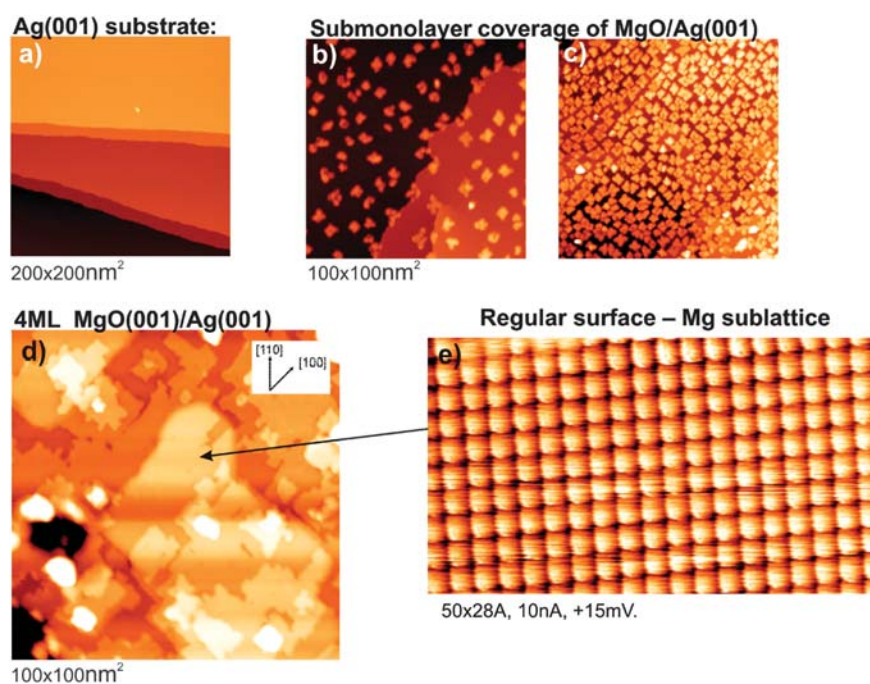 Ag(001) substrate:
Submonolayer coverage of MgO/Ag(001)
a)
b)
c)
200x200nm²
100x100nm²
4ML MgO(001)/Ag(001)
Regular surface – Mg sublattice
d)
[110]
[100]
e)
50x28A, 10nA, +15mV.
100x100nm²